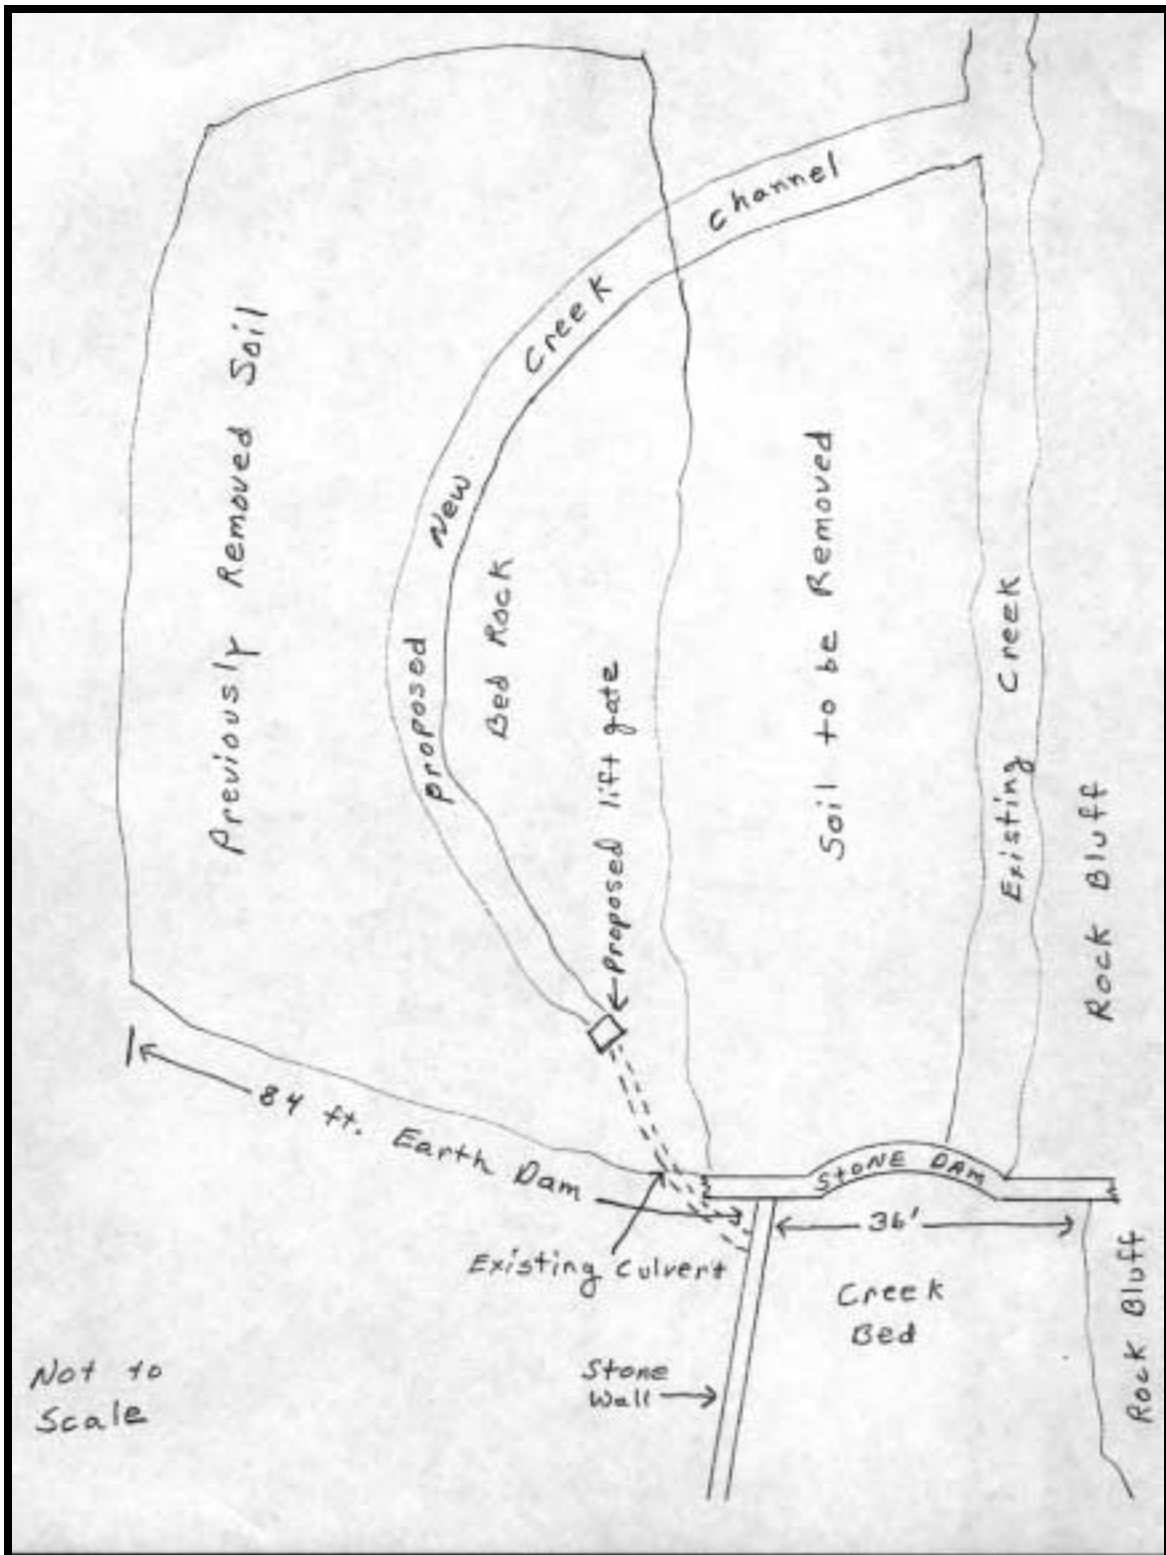 Previously Removed Soil
proposed New Creek channel
Bed Rock
proposed lift gate
Soil to be Removed
Existing Creek
Rock Bluff
84 ft. Earth Dam
STONE DAM
36'
Existing Culvert
Creek
Bed
Rock Bluff
Stone
Wall
Not to
Scale